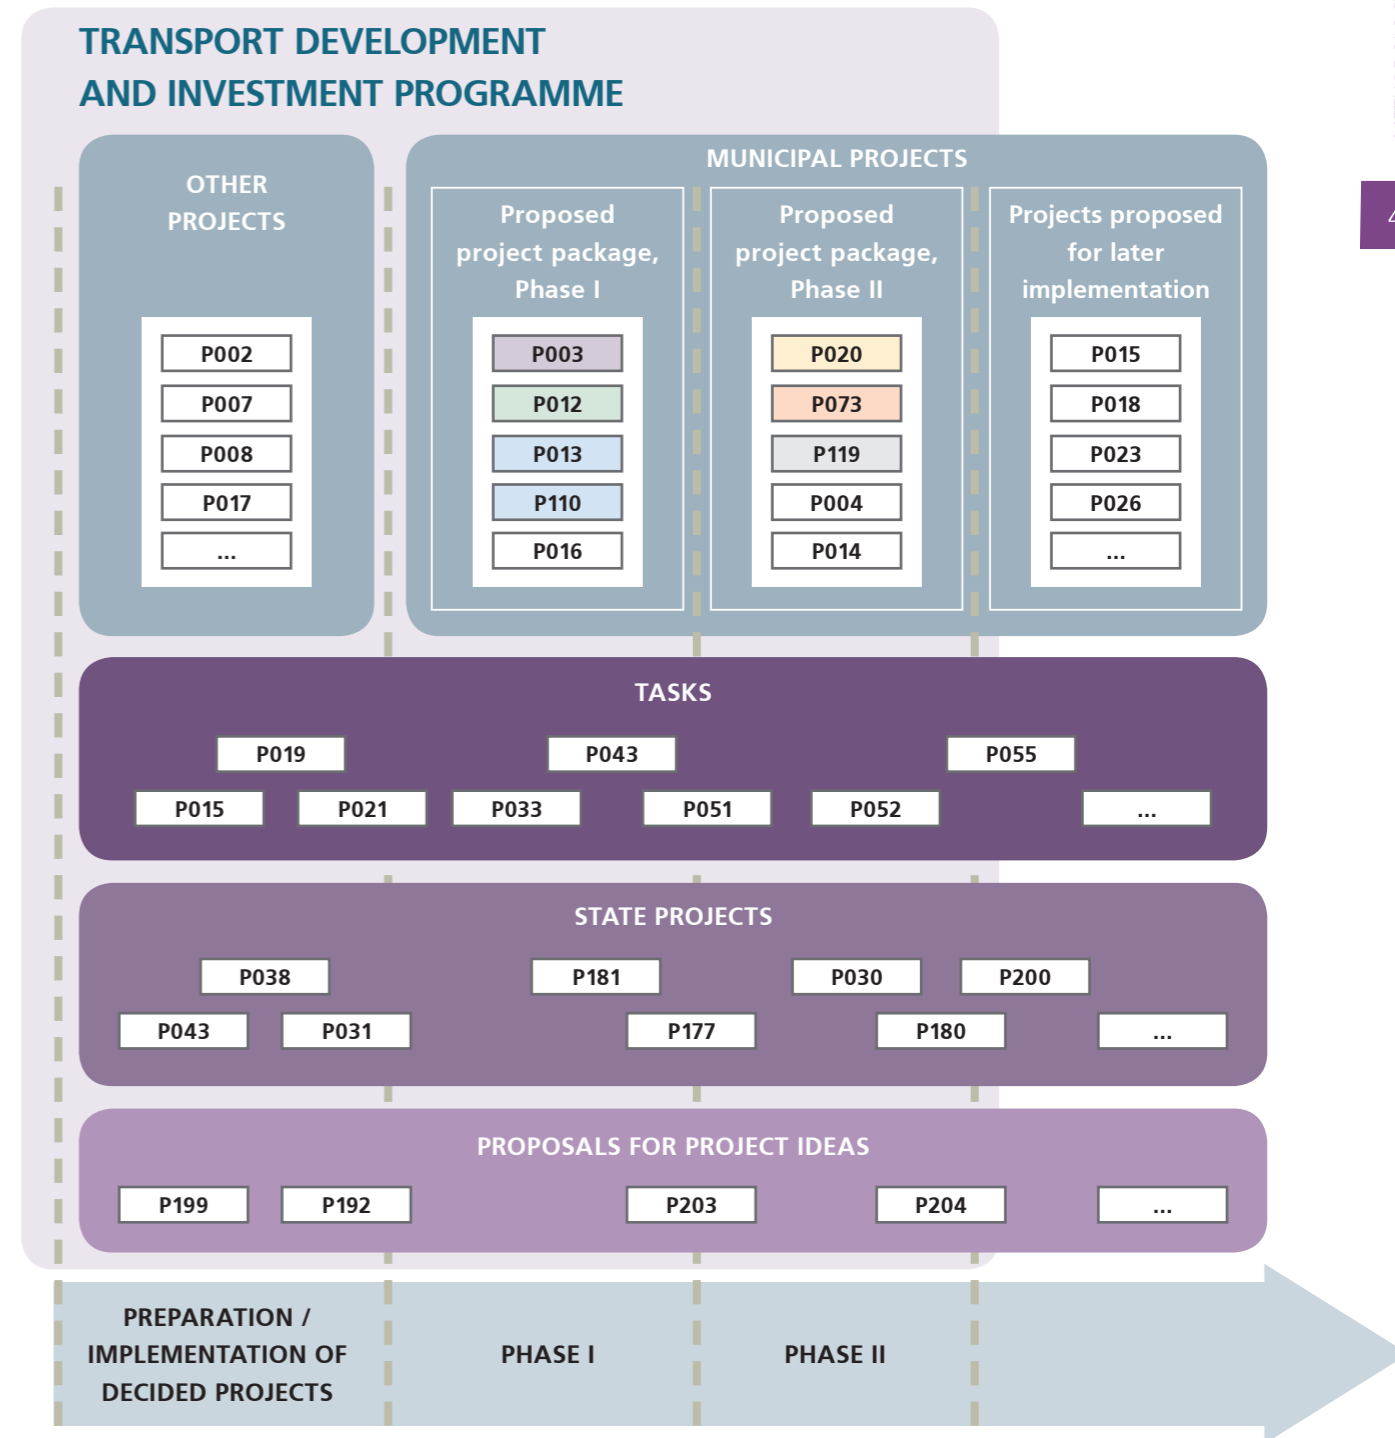 TRANSPORT DEVELOPMENT
AND INVESTMENT PROGRAMME
OTHER
PROJECTS
P002
P007
P008
P017
...
MUNICIPAL PROJECTS
Proposed
project package,
Phase I
P003
P012
P013
P110
P016
Proposed
project package,
Phase II
P020
P073
P119
P004
P014
Projects proposed
for later
implementation
P015
P018
P023
P026
...
TASKS
P019
P043
P055
P015
P021
P033
P051
P052
...
STATE PROJECTS
P038
P181
P030
P200
P043
P031
P177
P180
...
PROPOSALS FOR PROJECT IDEAS
P199
P192
P203
P204
...
PREPARATION /
IMPLEMENTATION OF
DECIDED PROJECTS
PHASE I
PHASE II